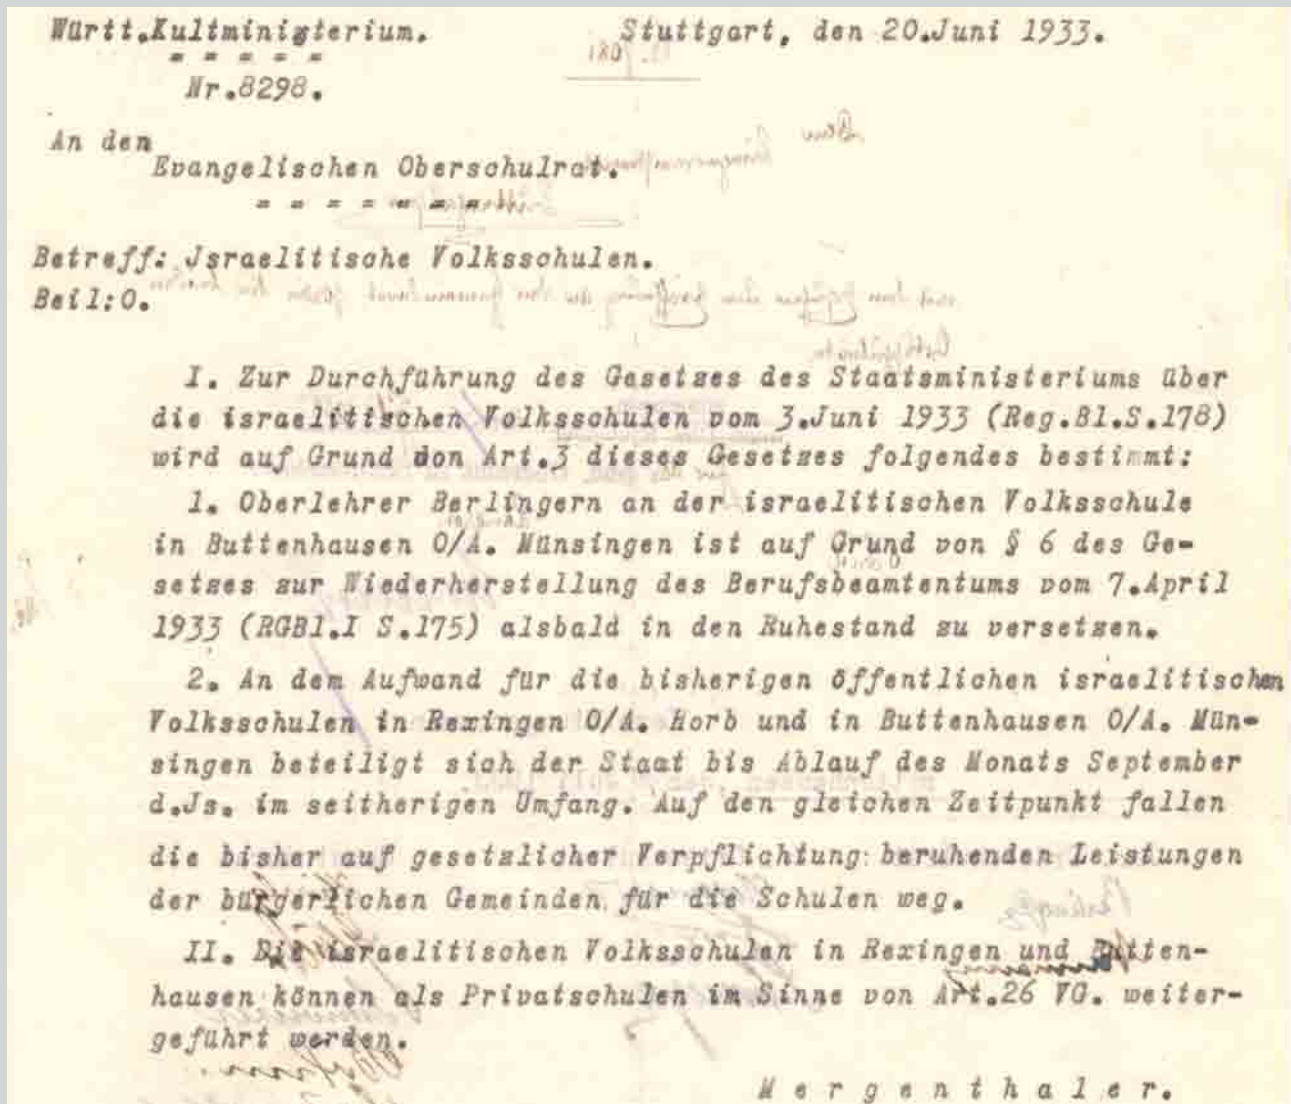 Württ.Kultministerium. Stuttgart, den 20.Juni 1933.
= = = = =
Nr.8298.
An den
Evangelischen Oberschulrat.
= = = = = = =
Betreff: Jsraelitische Volksschulen.
Beil:0.
I. Zur Durchführung des Gesetzes des Staatsministeriums über
die israelitischen Volksschulen vom 3.Juni 1933 (Reg.Bl.S.178)
wird auf Grund don Art.3 dieses Gesetzes folgendes bestimmt:
1. Oberlehrer Berlingern an der israelitischen Volksschule
in Buttenhausen O/A. Münsingen ist auf Grund von § 6 des Ge-
setzes zur Wiederherstellung des Berufsbeamtentums vom 7.April
1933 (RGBl.I S.175) alsbald in den Ruhestand zu versetzen.
2. An dem Aufwand für die bisherigen öffentlichen israelitischen
Volksschulen in Rexingen O/A. Horb und in Buttenhausen O/A. Mün-
singen beteiligt sich der Staat bis Ablauf des Monats September
d.Js. im seitherigen Umfang. Auf den gleichen Zeitpunkt fallen
die bisher auf gesetzlicher Verpflichtung beruhenden Leistungen
der bürgerlichen Gemeinden für die Schulen weg.
II. Die israelitischen Volksschulen in Rexingen und Butten-
hausen können als Privatschulen im Sinne von Art.26 VG. weiter-
geführt werden.
Mergenthaler.